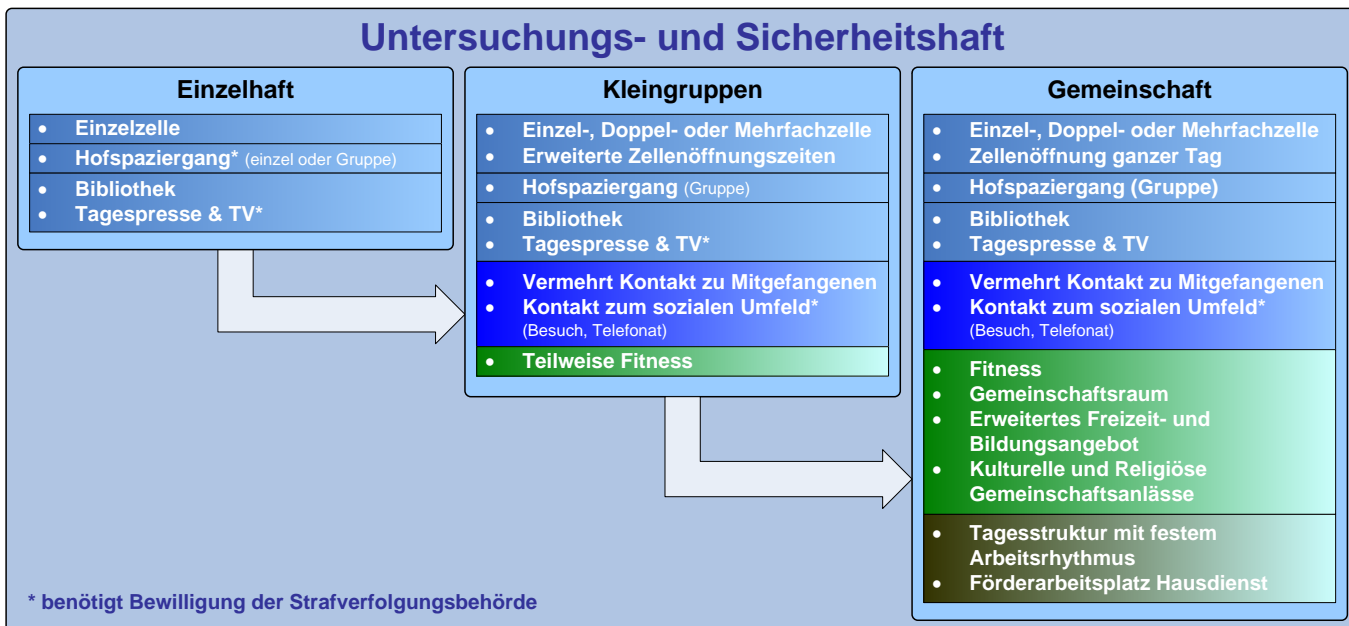 Untersuchungs- und Sicherheitshaft
Einzelhaft
• Einzelzelle
• Hofspaziergang* (einzel oder Gruppe)
• Bibliothek
• Tagespresse & TV*
Kleingruppen
• Einzel-, Doppel- oder Mehrfachzelle
• Erweiterte Zellenöffnungszeiten
• Hofspaziergang (Gruppe)
• Bibliothek
• Tagespresse & TV*
• Vermehrt Kontakt zu Mitgefangenen
• Kontakt zum sozialen Umfeld*
(Besuch, Telefonat)
• Teilweise Fitness
Gemeinschaft
• Einzel-, Doppel- oder Mehrfachzelle
• Zellenöffnung ganzer Tag
• Hofspaziergang (Gruppe)
• Bibliothek
• Tagespresse & TV
• Vermehrt Kontakt zu Mitgefangenen
• Kontakt zum sozialen Umfeld*
(Besuch, Telefonat)
• Fitness
• Gemeinschaftsraum
• Erweitertes Freizeit- und
Bildungsangebot
• Kulturelle und Religiöse
Gemeinschaftsanlässe
• Tagesstruktur mit festem
Arbeitsrhythmus
• Förderarbeitsplatz Hausdienst
* benötigt Bewilligung der Strafverfolgungsbehörde